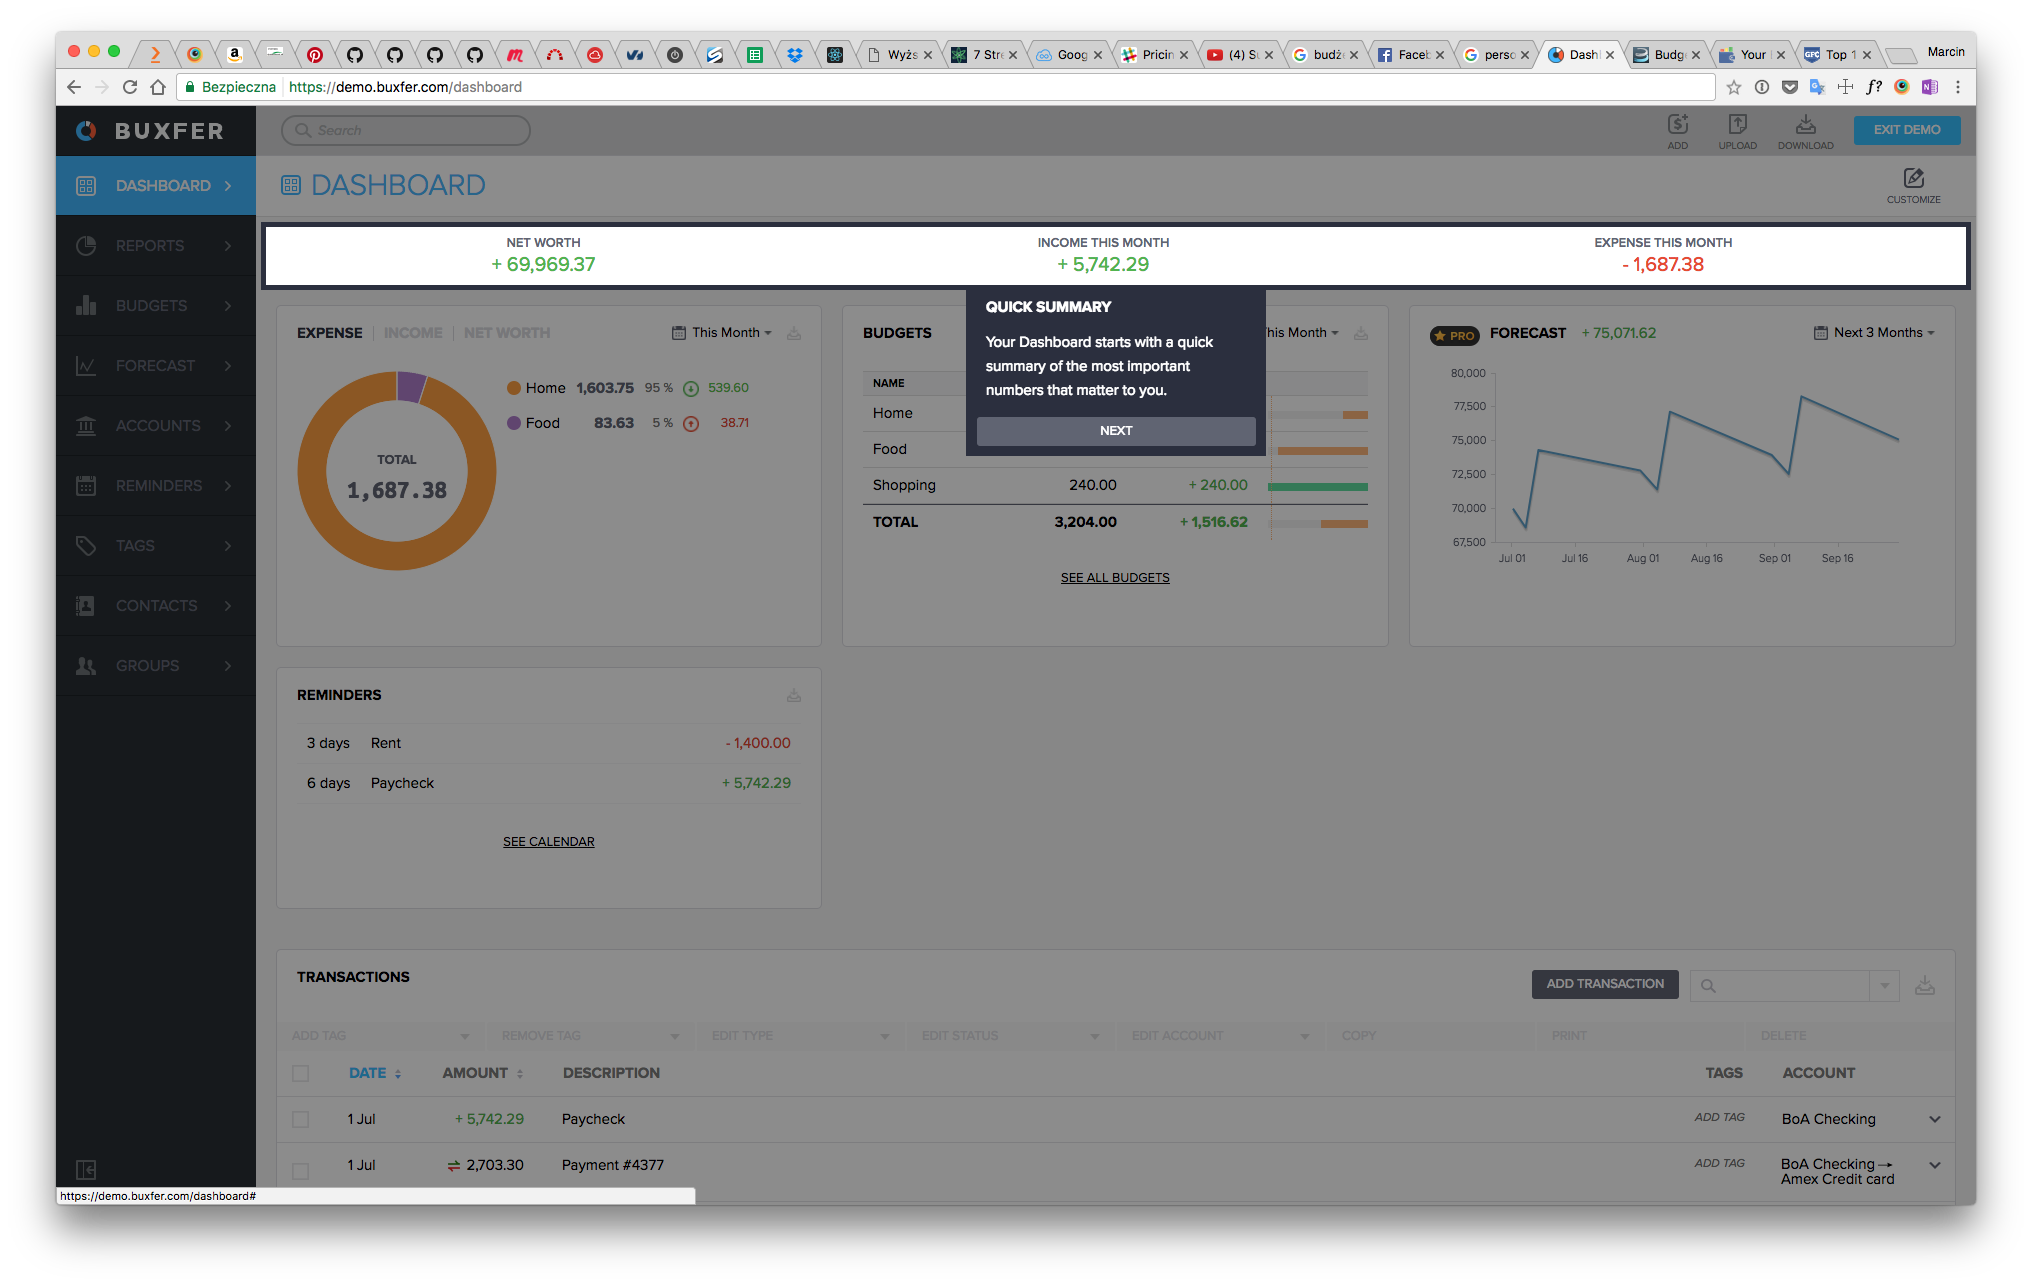 Wyżs
7 Stre
Goog
Pricin
(4) Su
budże
Faceb
perso
Dash
Budge
Your
Top 1
Marcin
Bezpieczna https://demo.buxfer.com/dashboard
BUXFER
Search
ADD
UPLOAD
DOWNLOAD
EXIT DEMO
DASHBOARD
REPORTS
BUDGETS
FORECAST
ACCOUNTS
REMINDERS
TAGS
CONTACTS
GROUPS
DASHBOARD
CUSTOMIZE
NET WORTH
+ 69,969.37
INCOME THIS MONTH
+ 5,742.29
EXPENSE THIS MONTH
- 1,687.38
QUICK SUMMARY
Your Dashboard starts with a quick
summary of the most important
numbers that matter to you.
NEXT
EXPENSE INCOME NET WORTH This Month
Home 1,603.75 95 % 539.60
Food 83.63 5 % 38.71
TOTAL
1,687.38
BUDGETS his Month
NAME
Home
Food
Shopping 240.00 + 240.00
TOTAL 3,204.00 + 1,516.62
SEE ALL BUDGETS
PRO FORECAST + 75,071.62 Next 3 Months
80,000
77,500
75,000
72,500
70,000
67,500
Jul 01 Jul 16 Aug 01 Aug 16 Sep 01 Sep 16
REMINDERS
3 days Rent - 1,400.00
6 days Paycheck + 5,742.29
SEE CALENDAR
TRANSACTIONS
ADD TRANSACTION
ADD TAG REMOVE TAG EDIT TYPE EDIT STATUS EDIT ACCOUNT COPY PRINT DELETE
DATE AMOUNT DESCRIPTION TAGS ACCOUNT
1 Jul + 5,742.29 Paycheck ADD TAG BoA Checking
1 Jul 2,703.30 Payment #4377 ADD TAG BoA Checking→
Amex Credit card
https://demo.buxfer.com/dashboard#